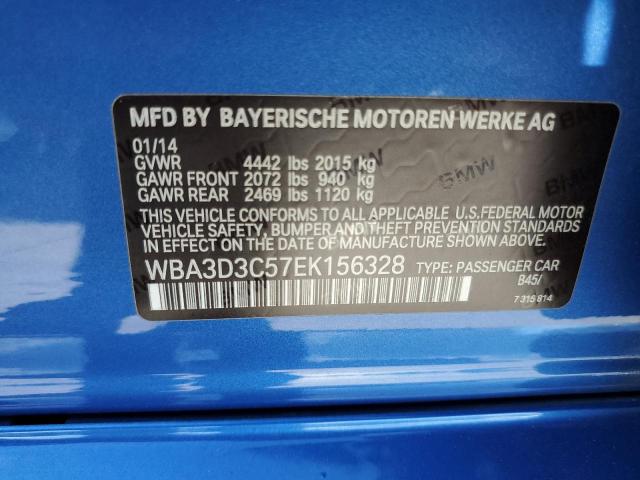 MFD BY BAYERISCHE MOTOREN WERKE AG
01/14
GVWR 4442 lbs 2015 kg
GAWR FRONT 2072 lbs 940 kg
GAWR REAR 2469 lbs 1120 kg
THIS VEHICLE CONFORMS TO ALL APPLICABLE U.S.FEDERAL MOTOR
VEHICLE SAFETY, BUMPER AND THEFT PREVENTION STANDARDS
IN EFFECT ON THE DATE OF MANUFACTURE SHOWN ABOVE.
WBA3D3C57EK156328 TYPE: PASSENGER CAR
B45/
7 316 814
BMW